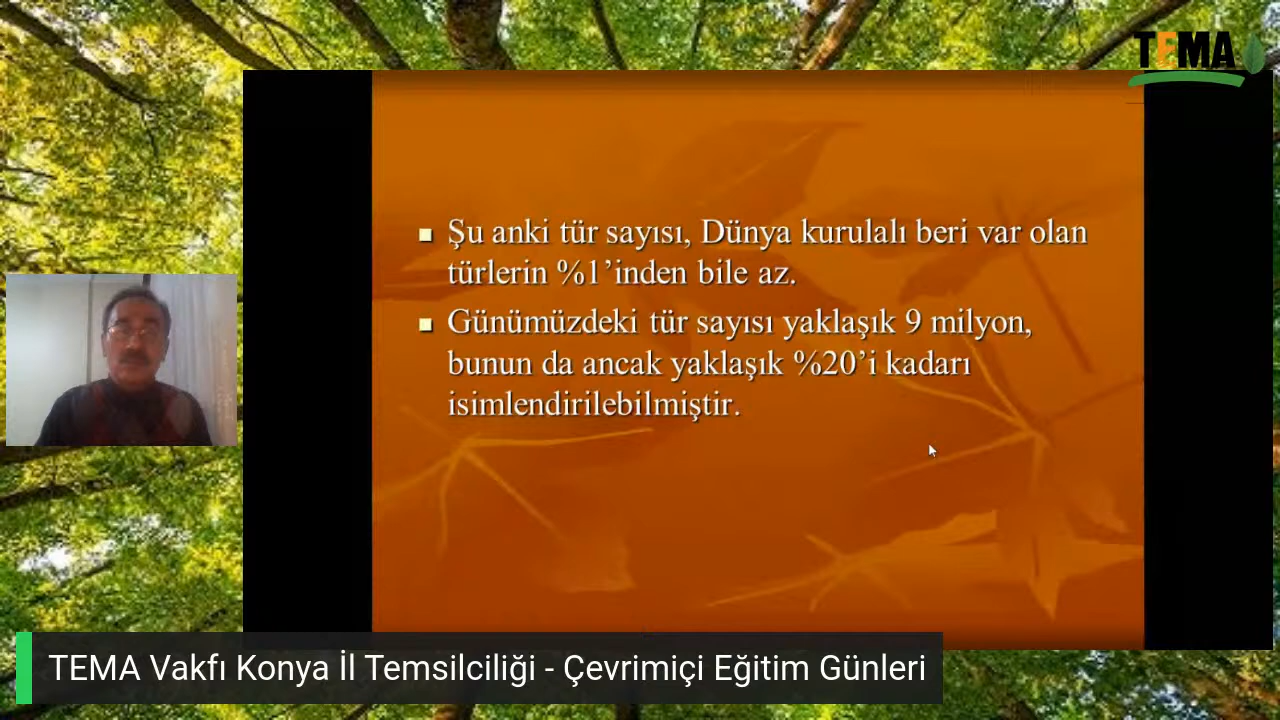 TEMA
Şu anki tür sayısı, Dünya kurulalı beri var olan
türlerin %1’inden bile az.
Günümüzdeki tür sayısı yaklaşık 9 milyon,
bunun da ancak yaklaşık %20’i kadarı
isimlendirilebilmiştir.
TEMA Vakfı Konya İl Temsilciliği - Çevrimiçi Eğitim Günleri